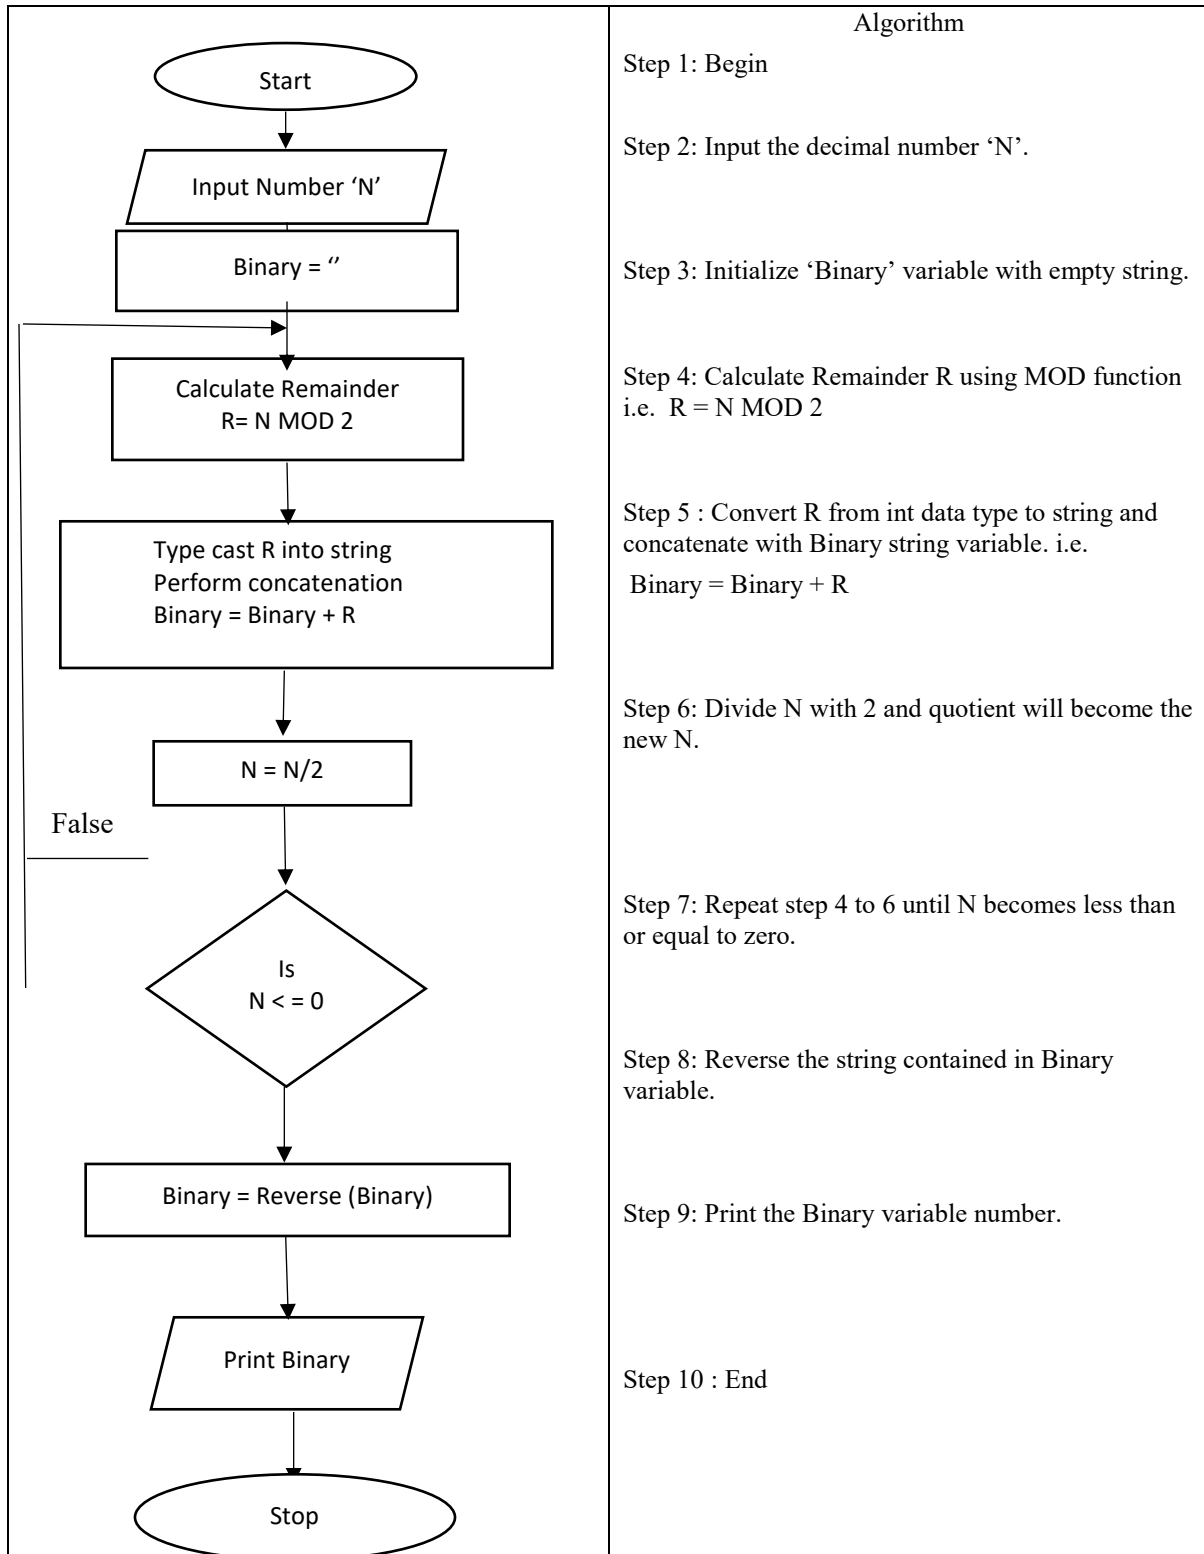 Start
Input Number ‘N’
Binary = ‘’
Calculate Remainder
R= N MOD 2
Type cast R into string
Perform concatenation
Binary = Binary + R
N = N/2
False
Is
N < = 0
Binary = Reverse (Binary)
Print Binary
Stop
Algorithm
Step 1: Begin
Step 2: Input the decimal number ‘N’.
Step 3: Initialize ‘Binary’ variable with empty string.
Step 4: Calculate Remainder R using MOD function
i.e. R = N MOD 2
Step 5 : Convert R from int data type to string and
concatenate with Binary string variable. i.e.
Binary = Binary + R
Step 6: Divide N with 2 and quotient will become the
new N.
Step 7: Repeat step 4 to 6 until N becomes less than
or equal to zero.
Step 8: Reverse the string contained in Binary
variable.
Step 9: Print the Binary variable number.
Step 10 : End